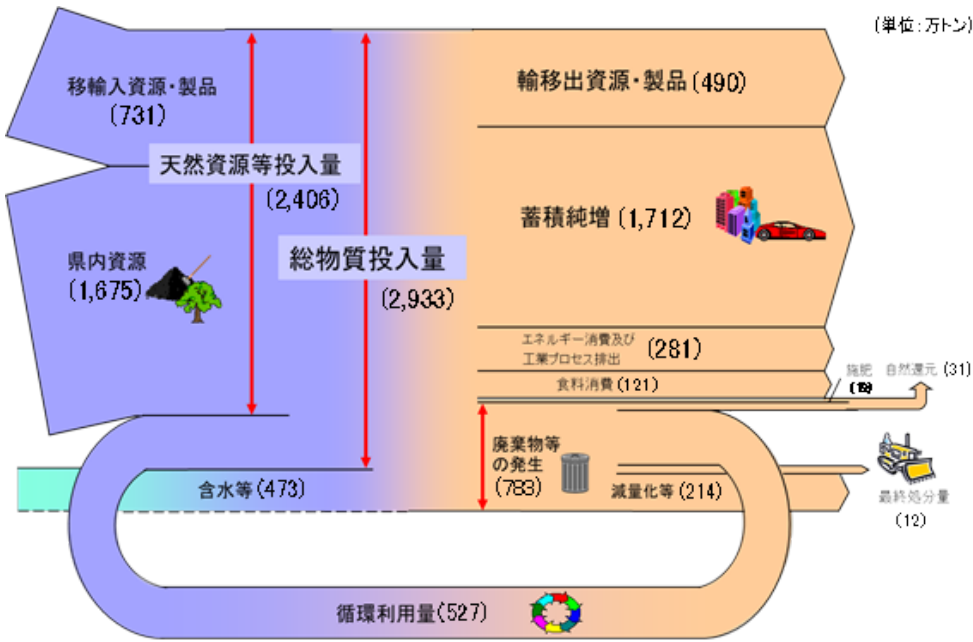 (単位:万トン)
移輸入資源・製品
(731)
輸移出資源・製品(490)
天然資源等投入量
(2,406)
蓄積純増(1,712)
総物質投入量
(2,933)
県内資源
(1,675)
エネルギー消費及び
工業プロセス排出
(281)
食料消費(121)
施肥
自然還元(31)
廃棄物等
の発生
(783)
含水等(473)
減量化等(214)
最終処分量
(12)
循環利用量(527)